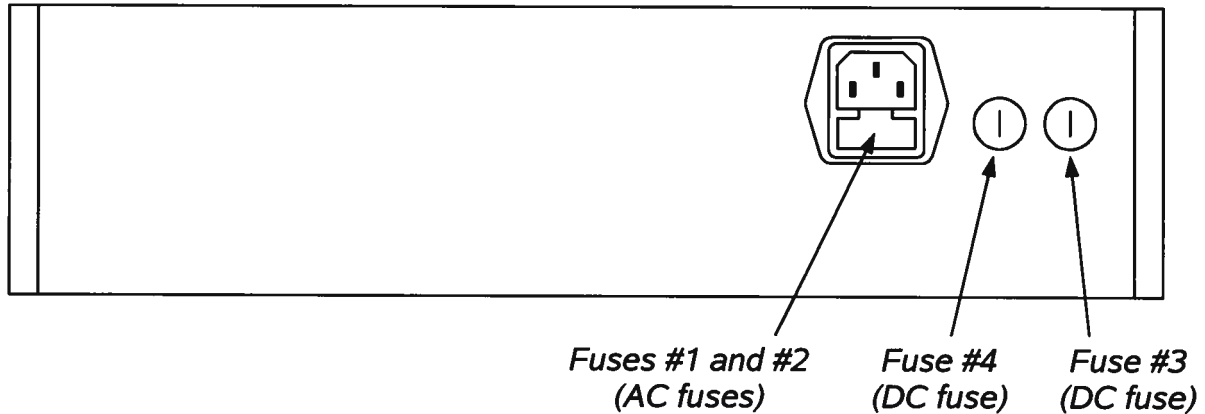 Fuses #1 and #2
(AC fuses)
Fuse #4
(DC fuse)
Fuse #3
(DC fuse)